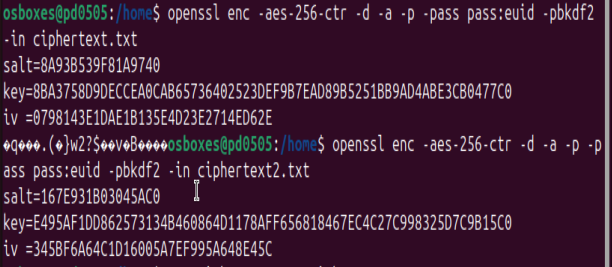 osboxes@pd0505:/home$ openssl enc -aes-256-ctr -d -a -p -pass pass:euid -pbkdf2
-in ciphertext.txt
salt=8A93B539F81A9740
key=8BA3758D9DECCEA0CAB65736402523DEF9B7EAD89B5251BB9AD4ABE3CB0477C0
iv =0798143E1DAE1B135E4D23E2714ED62E
�q���.(�}w2?$��v�B����osboxes@pd0505:/home$ openssl enc -aes-256-ctr -d -a -p -p
ass pass:euid -pbkdf2 -in ciphertext2.txt
salt=167E931B03045AC0
key=E495AF1DD862573134B460864D1178AFF656818467EC4C27C998325D7C9B15C0
iv =345BF6A64C1D16005A7EF995A648E45C